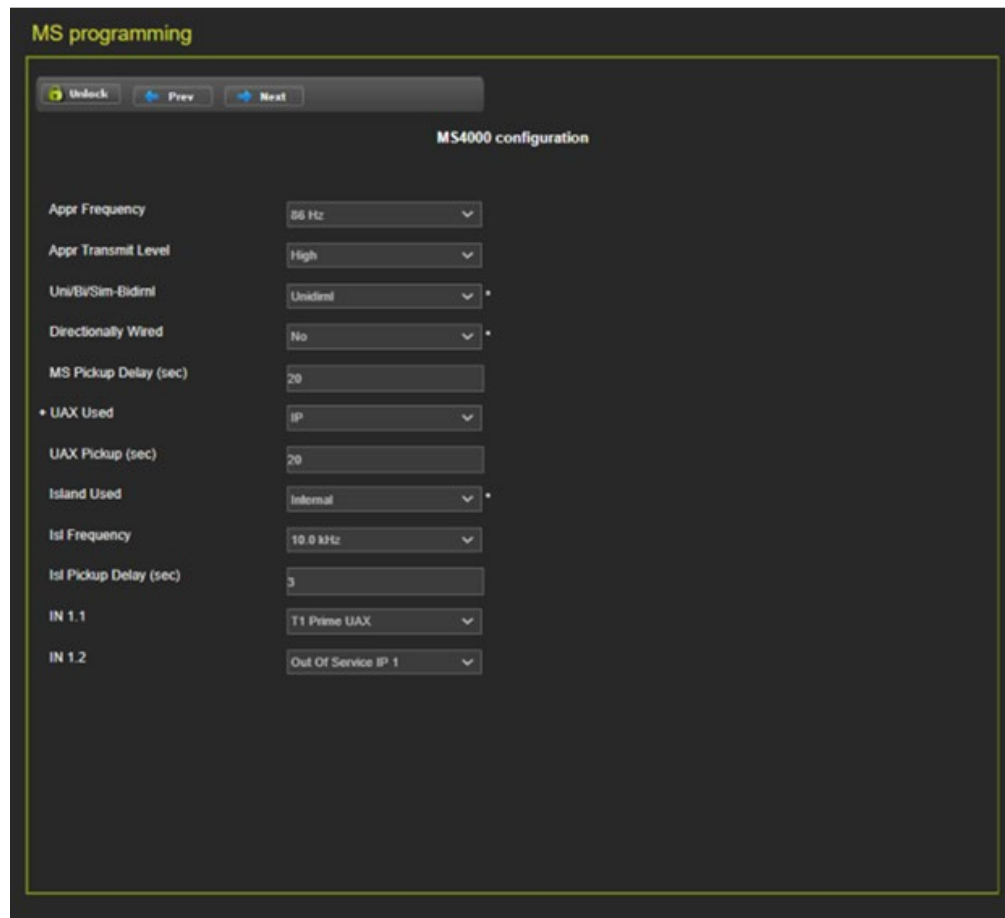 MS programming
Unlock Prev Next
MS4000 configuration
Appr Frequency 86 Hz
Appr Transmit Level High
Uni/Bi/Sim-Bidirnl Unidirnl *
Directionally Wired No *
MS Pickup Delay (sec) 20
* UAX Used IP
UAX Pickup (sec) 20
Island Used Internal *
Isl Frequency 10.0 kHz
Isl Pickup Delay (sec) 3
IN 1.1 T1 Prime UAX
IN 1.2 Out Of Service IP 1